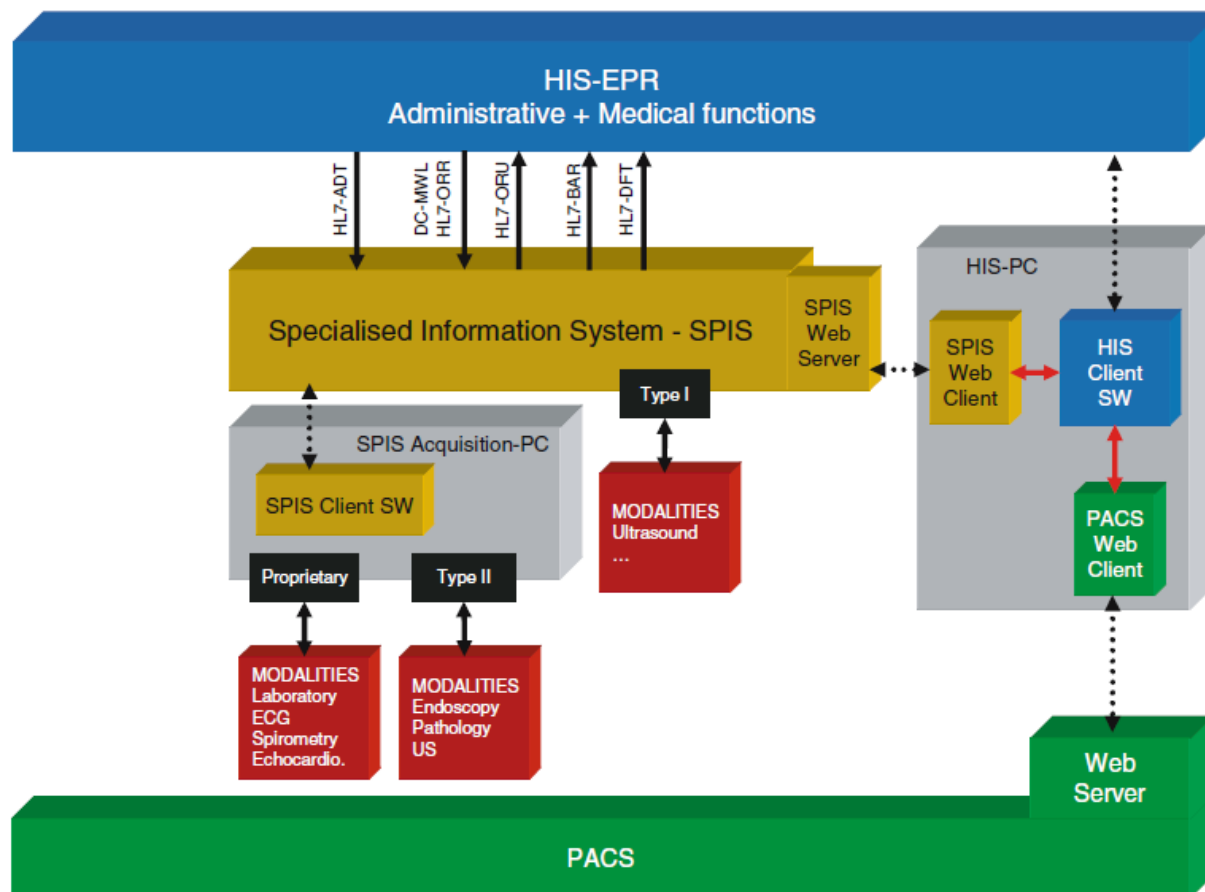 HIS-EPR
Administrative + Medical functions
HL7-ADT
DC-MWL
HL7-ORR
HL7-ORU
HL7-BAR
HL7-DFT
HIS-PC
Specialised Information System - SPIS
SPIS
Web
Server
SPIS
Web
Client
HIS
Client
SW
Type I
SPIS Acquisition-PC
SPIS Client SW
MODALITIES
Ultrasound
...
PACS
Web
Client
Proprietary
Type II
MODALITIES
Laboratory
ECG
Spirometry
Echocardio.
MODALITIES
Endoscopy
Pathology
US
Web
Server
PACS